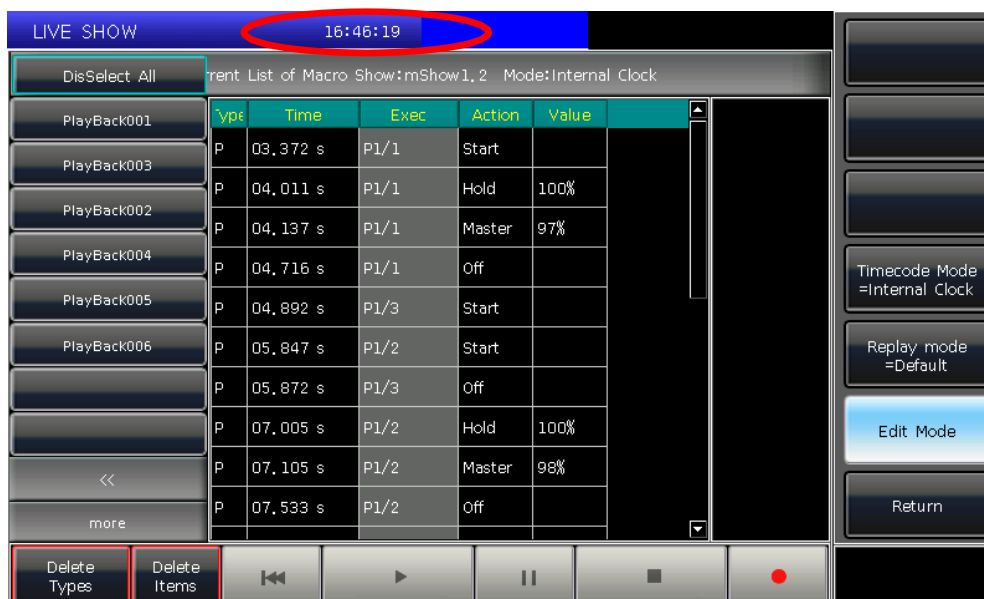 LIVE SHOW
16:46:19
DisSelect All
rent List of Macro Show:mShow1.2 Mode:Internal Clock
PlayBack001
PlayBack003
PlayBack002
PlayBack004
PlayBack005
PlayBack006
<<
more
Type Time Exec Action Value
P 03.372 s P1/1 Start
P 04.011 s P1/1 Hold 100%
P 04.137 s P1/1 Master 97%
P 04.716 s P1/1 Off
P 04.892 s P1/3 Start
P 05.847 s P1/2 Start
P 05.872 s P1/3 Off
P 07.005 s P1/2 Hold 100%
P 07.105 s P1/2 Master 98%
P 07.533 s P1/2 Off
Timecode Mode
=Internal Clock
Replay mode
=Default
Edit Mode
Return
Delete
Types
Delete
Items